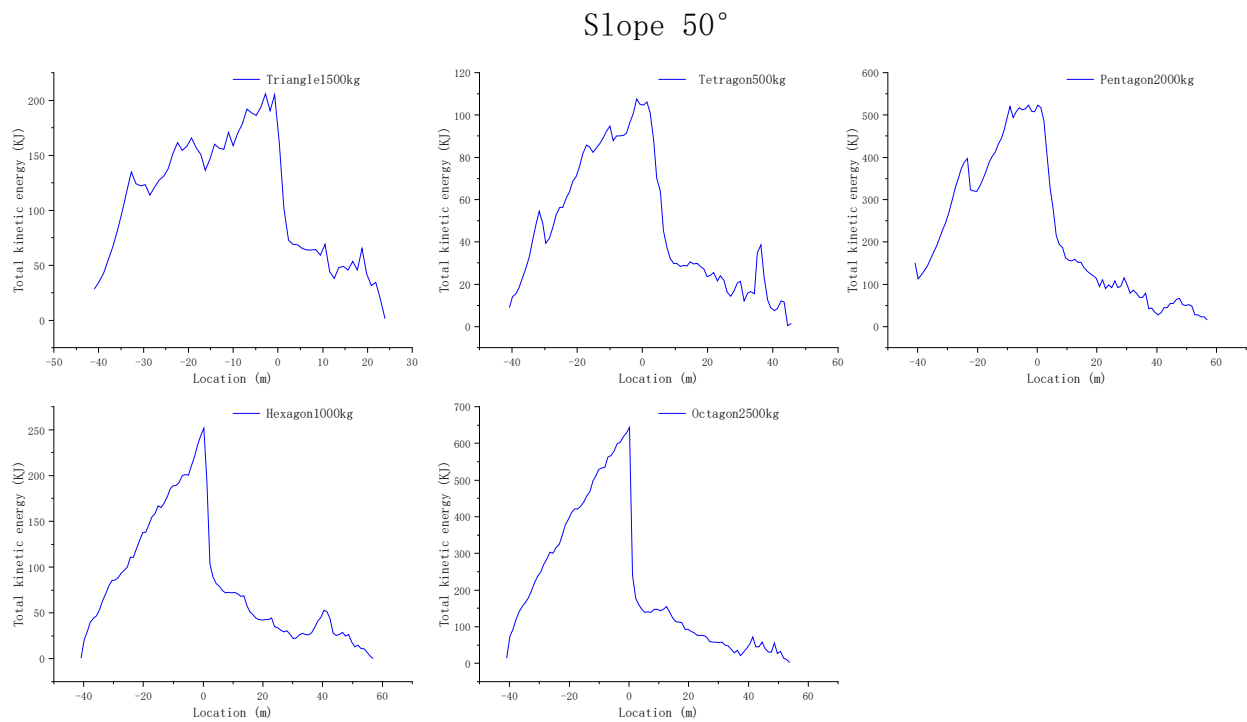 Slope 50°
Triangle1500kg
Total kinetic energy (KJ)
200
150
100
50
0
-50 -40 -30 -20 -10 0 10 20 30
Location (m)
Tetragon500kg
Total kinetic energy (KJ)
120
100
80
60
40
20
0
-40 -20 0 20 40 60
Location (m)
Pentagon2000kg
Total kinetic energy (KJ)
600
500
400
300
200
100
0
-40 -20 0 20 40 60
Location (m)
Hexagon1000kg
Total kinetic energy (KJ)
250
200
150
100
50
0
-40 -20 0 20 40 60
Location (m)
Octagon2500kg
Total kinetic energy (KJ)
700
600
500
400
300
200
100
0
-40 -20 0 20 40 60
Location (m)